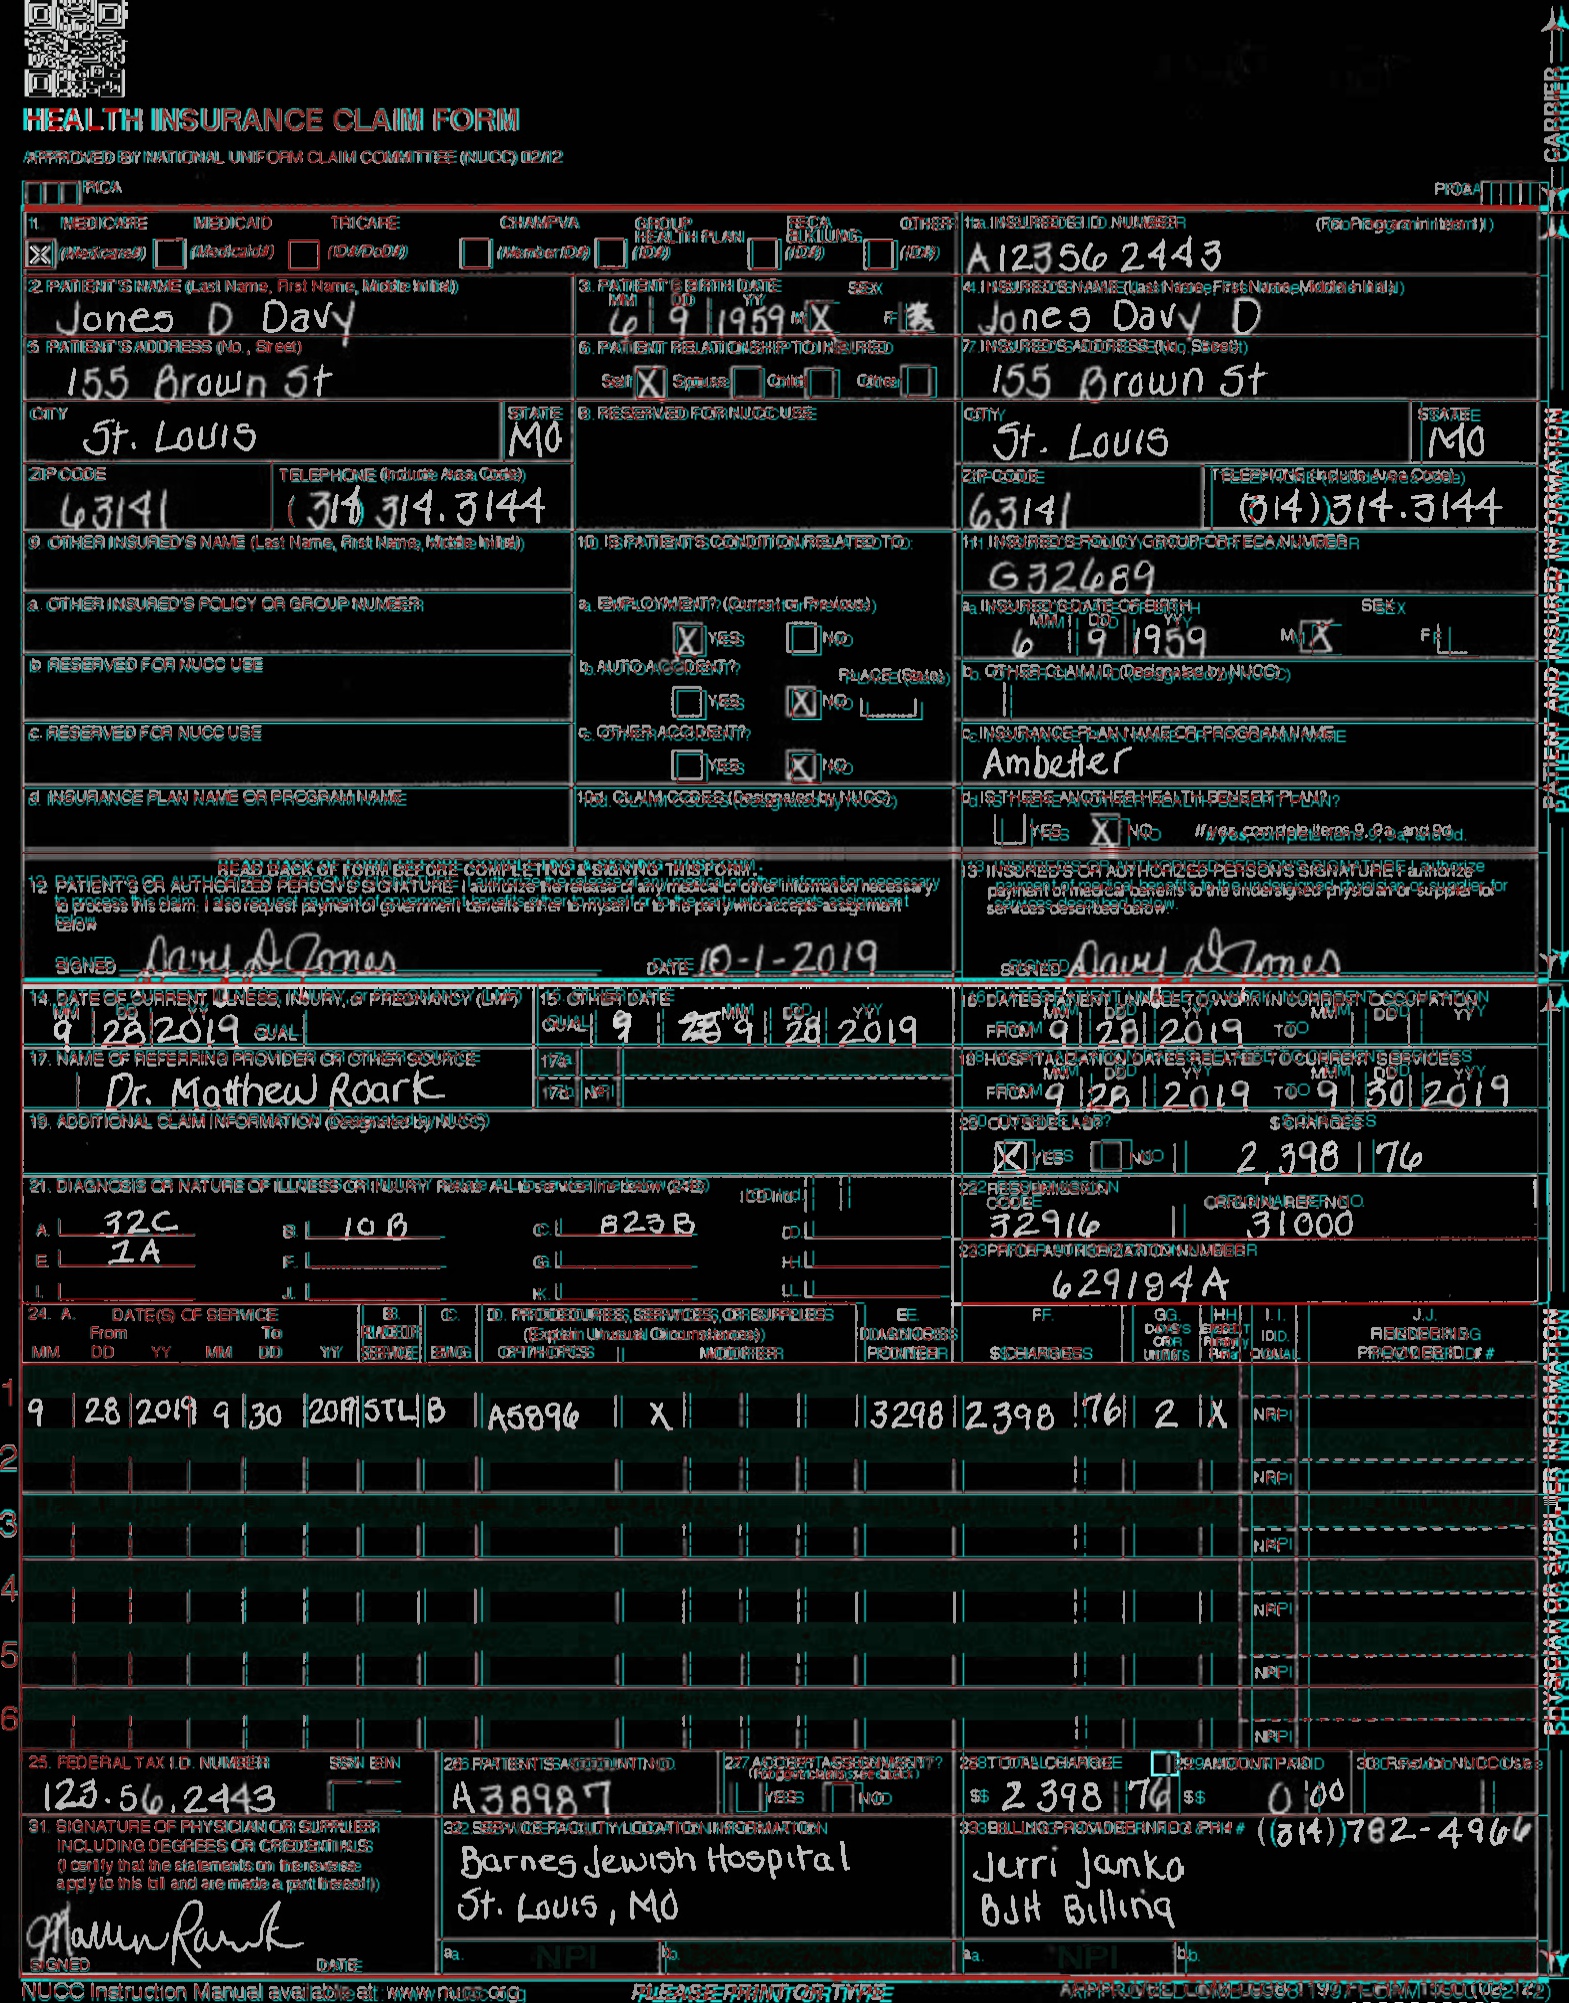 HEALTH INSURANCE CLAIM FORM
APPROVED BY NATIONAL UNIFORM CLAIM COMMITTEE (NUCC) 02/12
PICA
PICA
CARRIER
1. MEDICARE MEDICAID TRICARE CHAMPVA GROUP HEALTH PLAN FECA BLK LUNG OTHER
X (Medicare#) (Medicaid#) (ID#/DoD#) (Member ID#) (ID#) (ID#) (ID#)
1a. INSURED'S I.D. NUMBER (For Program in Item 1)
A12356 2443
2. PATIENT'S NAME (Last Name, First Name, Middle Initial)
Jones D Davy
3. PATIENT'S BIRTH DATE SEX
MM DD YY
6 9 1959 M X F
4. INSURED'S NAME (Last Name, First Name, Middle Initial)
Jones Davy D
5. PATIENT'S ADDRESS (No., Street)
155 Brown St
6. PATIENT RELATIONSHIP TO INSURED
Self X Spouse Child Other
7. INSURED'S ADDRESS (No., Street)
155 Brown St
CITY STATE
St. Louis MO
8. RESERVED FOR NUCC USE
CITY STATE
St. Louis MO
ZIP CODE TELEPHONE (Include Area Code)
63141 (314) 314.3144
ZIP CODE TELEPHONE (Include Area Code)
63141 (314) 314.3144
9. OTHER INSURED'S NAME (Last Name, First Name, Middle Initial)
10. IS PATIENT'S CONDITION RELATED TO:
11. INSURED'S POLICY GROUP OR FECA NUMBER
G32689
a. OTHER INSURED'S POLICY OR GROUP NUMBER
a. EMPLOYMENT? (Current or Previous)
X YES NO
a. INSURED'S DATE OF BIRTH SEX
MM DD YY
6 9 1959 M X F
b. RESERVED FOR NUCC USE
b. AUTO ACCIDENT? PLACE (State)
YES X NO
b. OTHER CLAIM ID (Designated by NUCC)
c. RESERVED FOR NUCC USE
c. OTHER ACCIDENT?
YES X NO
c. INSURANCE PLAN NAME OR PROGRAM NAME
Ambetter
d. INSURANCE PLAN NAME OR PROGRAM NAME
10d. CLAIM CODES (Designated by NUCC)
d. IS THERE ANOTHER HEALTH BENEFIT PLAN?
YES X NO If yes, complete items 9, 9a, and 9d.
PATIENT AND INSURED INFORMATION
READ BACK OF FORM BEFORE COMPLETING & SIGNING THIS FORM.
12. PATIENT'S OR AUTHORIZED PERSON'S SIGNATURE I authorize the release of any medical or other information necessary
to process this claim. I also request payment of government benefits either to myself or to the party who accepts assignment
below.
SIGNED Davy D Jones DATE 10-1-2019
13. INSURED'S OR AUTHORIZED PERSON'S SIGNATURE I authorize
payment of medical benefits to the undersigned physician or supplier for
services described below.
SIGNED Davy D Jones
14. DATE OF CURRENT ILLNESS, INJURY, or PREGNANCY (LMP)
MM DD YY
9 28 2019 QUAL
15. OTHER DATE
MM DD YY
QUAL 9 9 28 2019
16. DATES PATIENT UNABLE TO WORK IN CURRENT OCCUPATION
MM DD YY MM DD YY
FROM 9 28 2019 TO
17. NAME OF REFERRING PROVIDER OR OTHER SOURCE
Dr. Matthew Roark
17a.
17b. NPI
18. HOSPITALIZATION DATES RELATED TO CURRENT SERVICES
MM DD YY MM DD YY
FROM 9 28 2019 TO 9 30 2019
19. ADDITIONAL CLAIM INFORMATION (Designated by NUCC)
20. OUTSIDE LAB? $ CHARGES
X YES NO 2,398 76
21. DIAGNOSIS OR NATURE OF ILLNESS OR INJURY Relate A-L to service line below (24E) ICD Ind.
A. 32C B. 10B C. 823B D.
E. 1A F. G. H.
I. J. K. L.
22. RESUBMISSION CODE ORIGINAL REF. NO.
32916 31000
23. PRIOR AUTHORIZATION NUMBER
629184A
24. A. DATE(S) OF SERVICE B. C. D. PROCEDURES, SERVICES, OR SUPPLIES E. F. G. H. I. J.
From To PLACE OF (Explain Unusual Circumstances) DIAGNOSIS DAYS OR EPSDT Family ID. RENDERING
MM DD YY MM DD YY SERVICE EMG CPT/HCPCS MODIFIER POINTER $ CHARGES UNITS Plan QUAL. PROVIDER ID. #
1
9 28 2019 9 30 2019 STL B A5896 X 3298 2398 76 2 X NPI
2
NPI
3
NPI
4
NPI
5
NPI
6
NPI
PHYSICIAN OR SUPPLIER INFORMATION
25. FEDERAL TAX I.D. NUMBER SSN EIN
123.56.2443
26. PATIENT'S ACCOUNT NO.
A38987
27. ACCEPT ASSIGNMENT?
(For govt. claims, see back)
YES NO
28. TOTAL CHARGE
$ 2398 76
29. AMOUNT PAID
$ 0 00
30. Rsvd for NUCC Use
31. SIGNATURE OF PHYSICIAN OR SUPPLIER
INCLUDING DEGREES OR CREDENTIALS
(I certify that the statements on the reverse
apply to this bill and are made a part thereof.)
SIGNED DATE
32. SERVICE FACILITY LOCATION INFORMATION
Barnes Jewish Hospital
St. Louis, MO
a. NPI b.
33. BILLING PROVIDER INFO & PH # (314) 782-4966
Jerri Jamko
BJH Billing
a. NPI b.
NUCC Instruction Manual available at: www.nucc.org
PLEASE PRINT OR TYPE